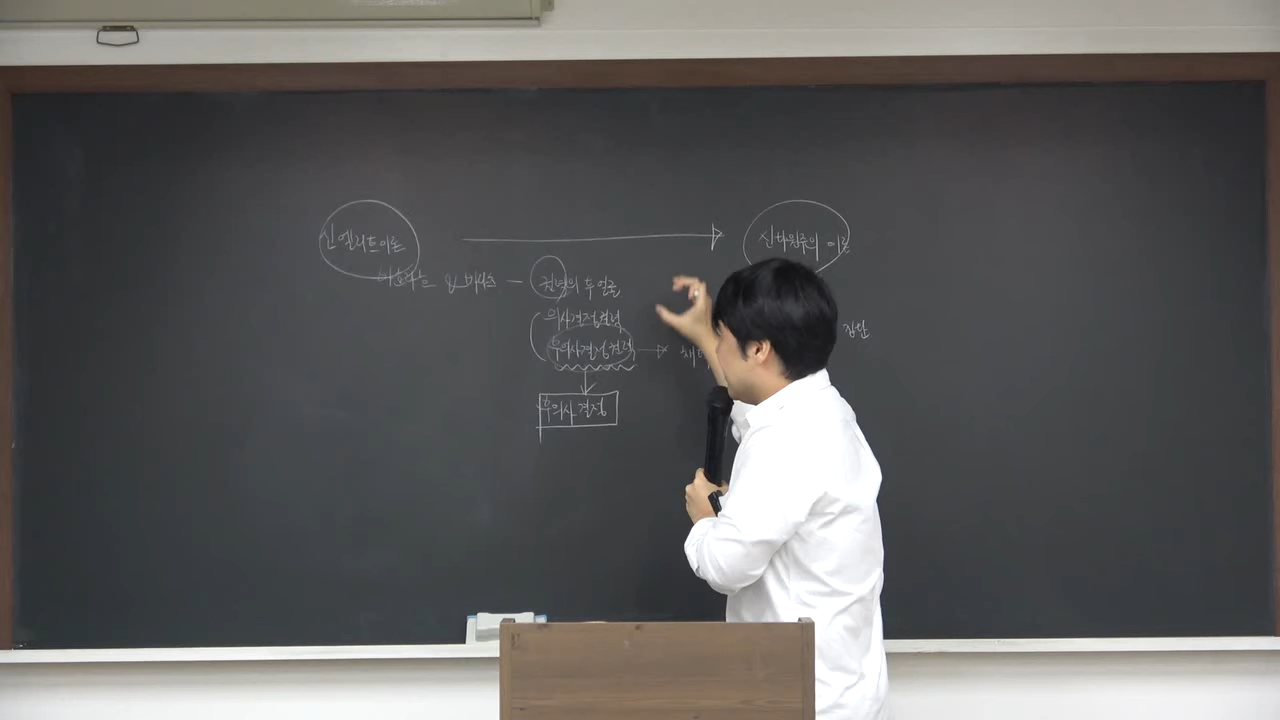 신엘리트이론
신다원주의 이론
바흐라흐 & 바라츠 — 권력의 두 얼굴
의사결정권력
무의사결정권력
집단
무의사결정